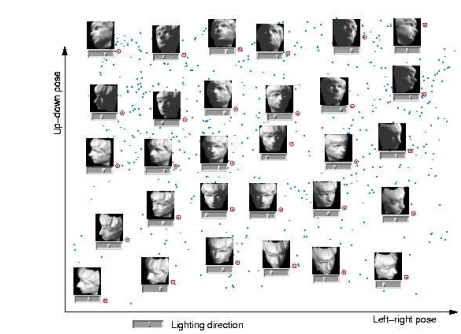 Up–down pose
Left–right pose
Lighting direction